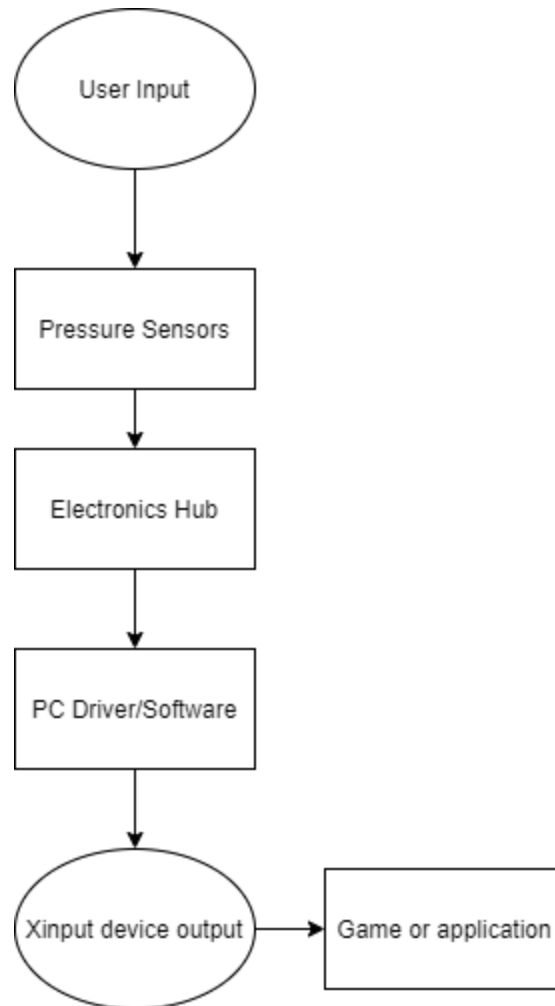 User Input
Pressure Sensors
Electronics Hub
PC Driver/Software
Xinput device output
Game or application